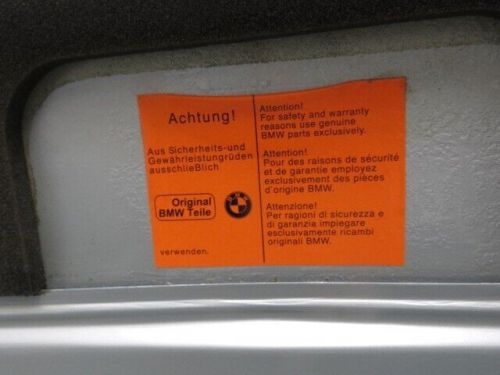 Achtung!
Aus Sicherheits-und
Gewährleistungrüden
ausschließlich
Original
BMW Teile
verwenden.
Attention!
For safety and warranty
reasons use genuine
BMW parts exclusively.
Attention!
Pour des raisons de sécurité
et de garantie employez
exclusivement des pièces
d'origine BMW.
Attenzione!
Per ragioni di sicurezza e
di garanzia impiegare
esclusivamente ricambi
originali BMW.